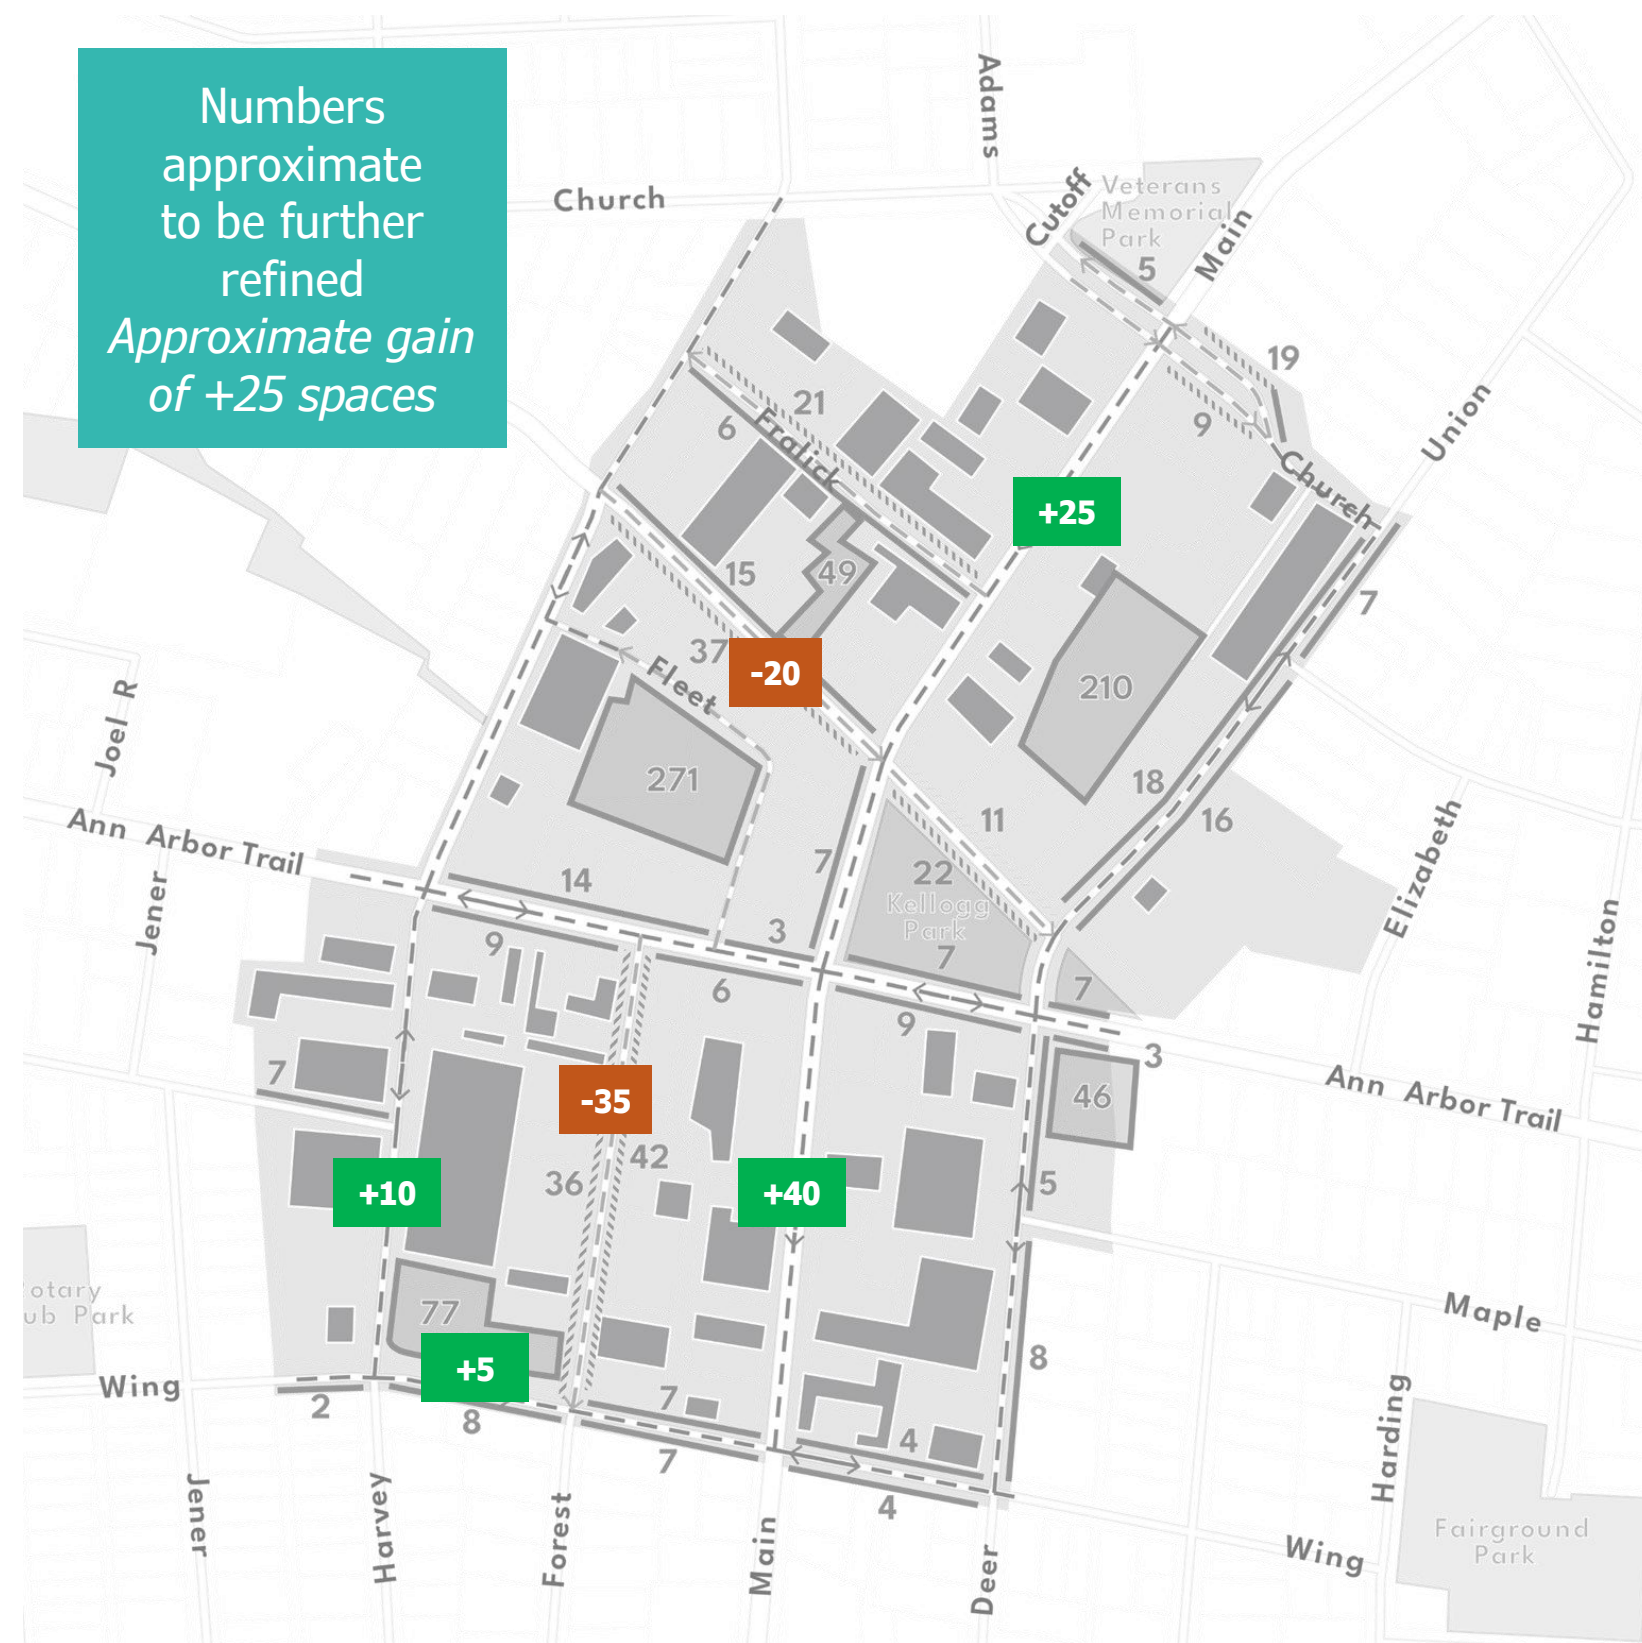 Numbers
approximate
to be further
refined
Approximate gain
of +25 spaces
Adams
Church
Cutoff
Veterans
Memorial
Park
Main
5
19
21
6
Fralick
9
Union
Church
+25
15
49
7
37
-20
Fleet
210
Joel R
271
18
16
11
Ann Arbor Trail
7
22
Kellogg
Park
14
Elizabeth
Jener
3
9
7
7
6
9
Hamilton
3
7
46
Ann Arbor Trail
-35
42
36
5
+10
+40
otary
ub Park
77
Maple
+5
8
Wing
2
8
7
7
4
4
Harding
Jener
Harvey
Forest
Main
Deer
Wing
Fairground
Park